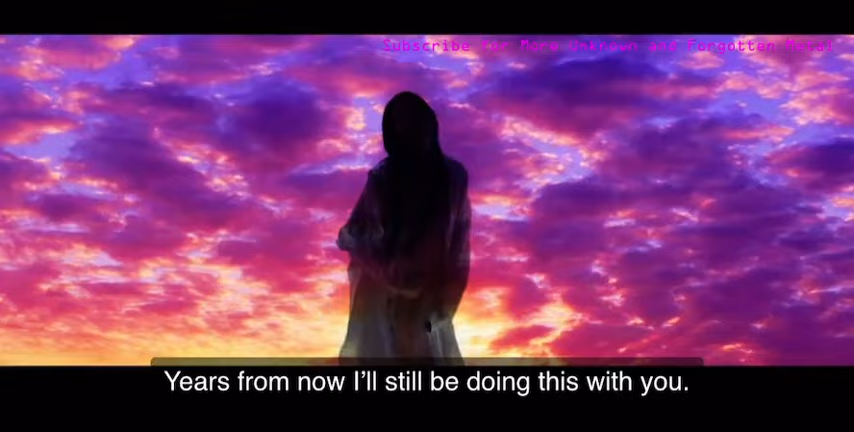 Subscribe for More Unknown and Forgotten Metal
Years from now I'll still be doing this with you.